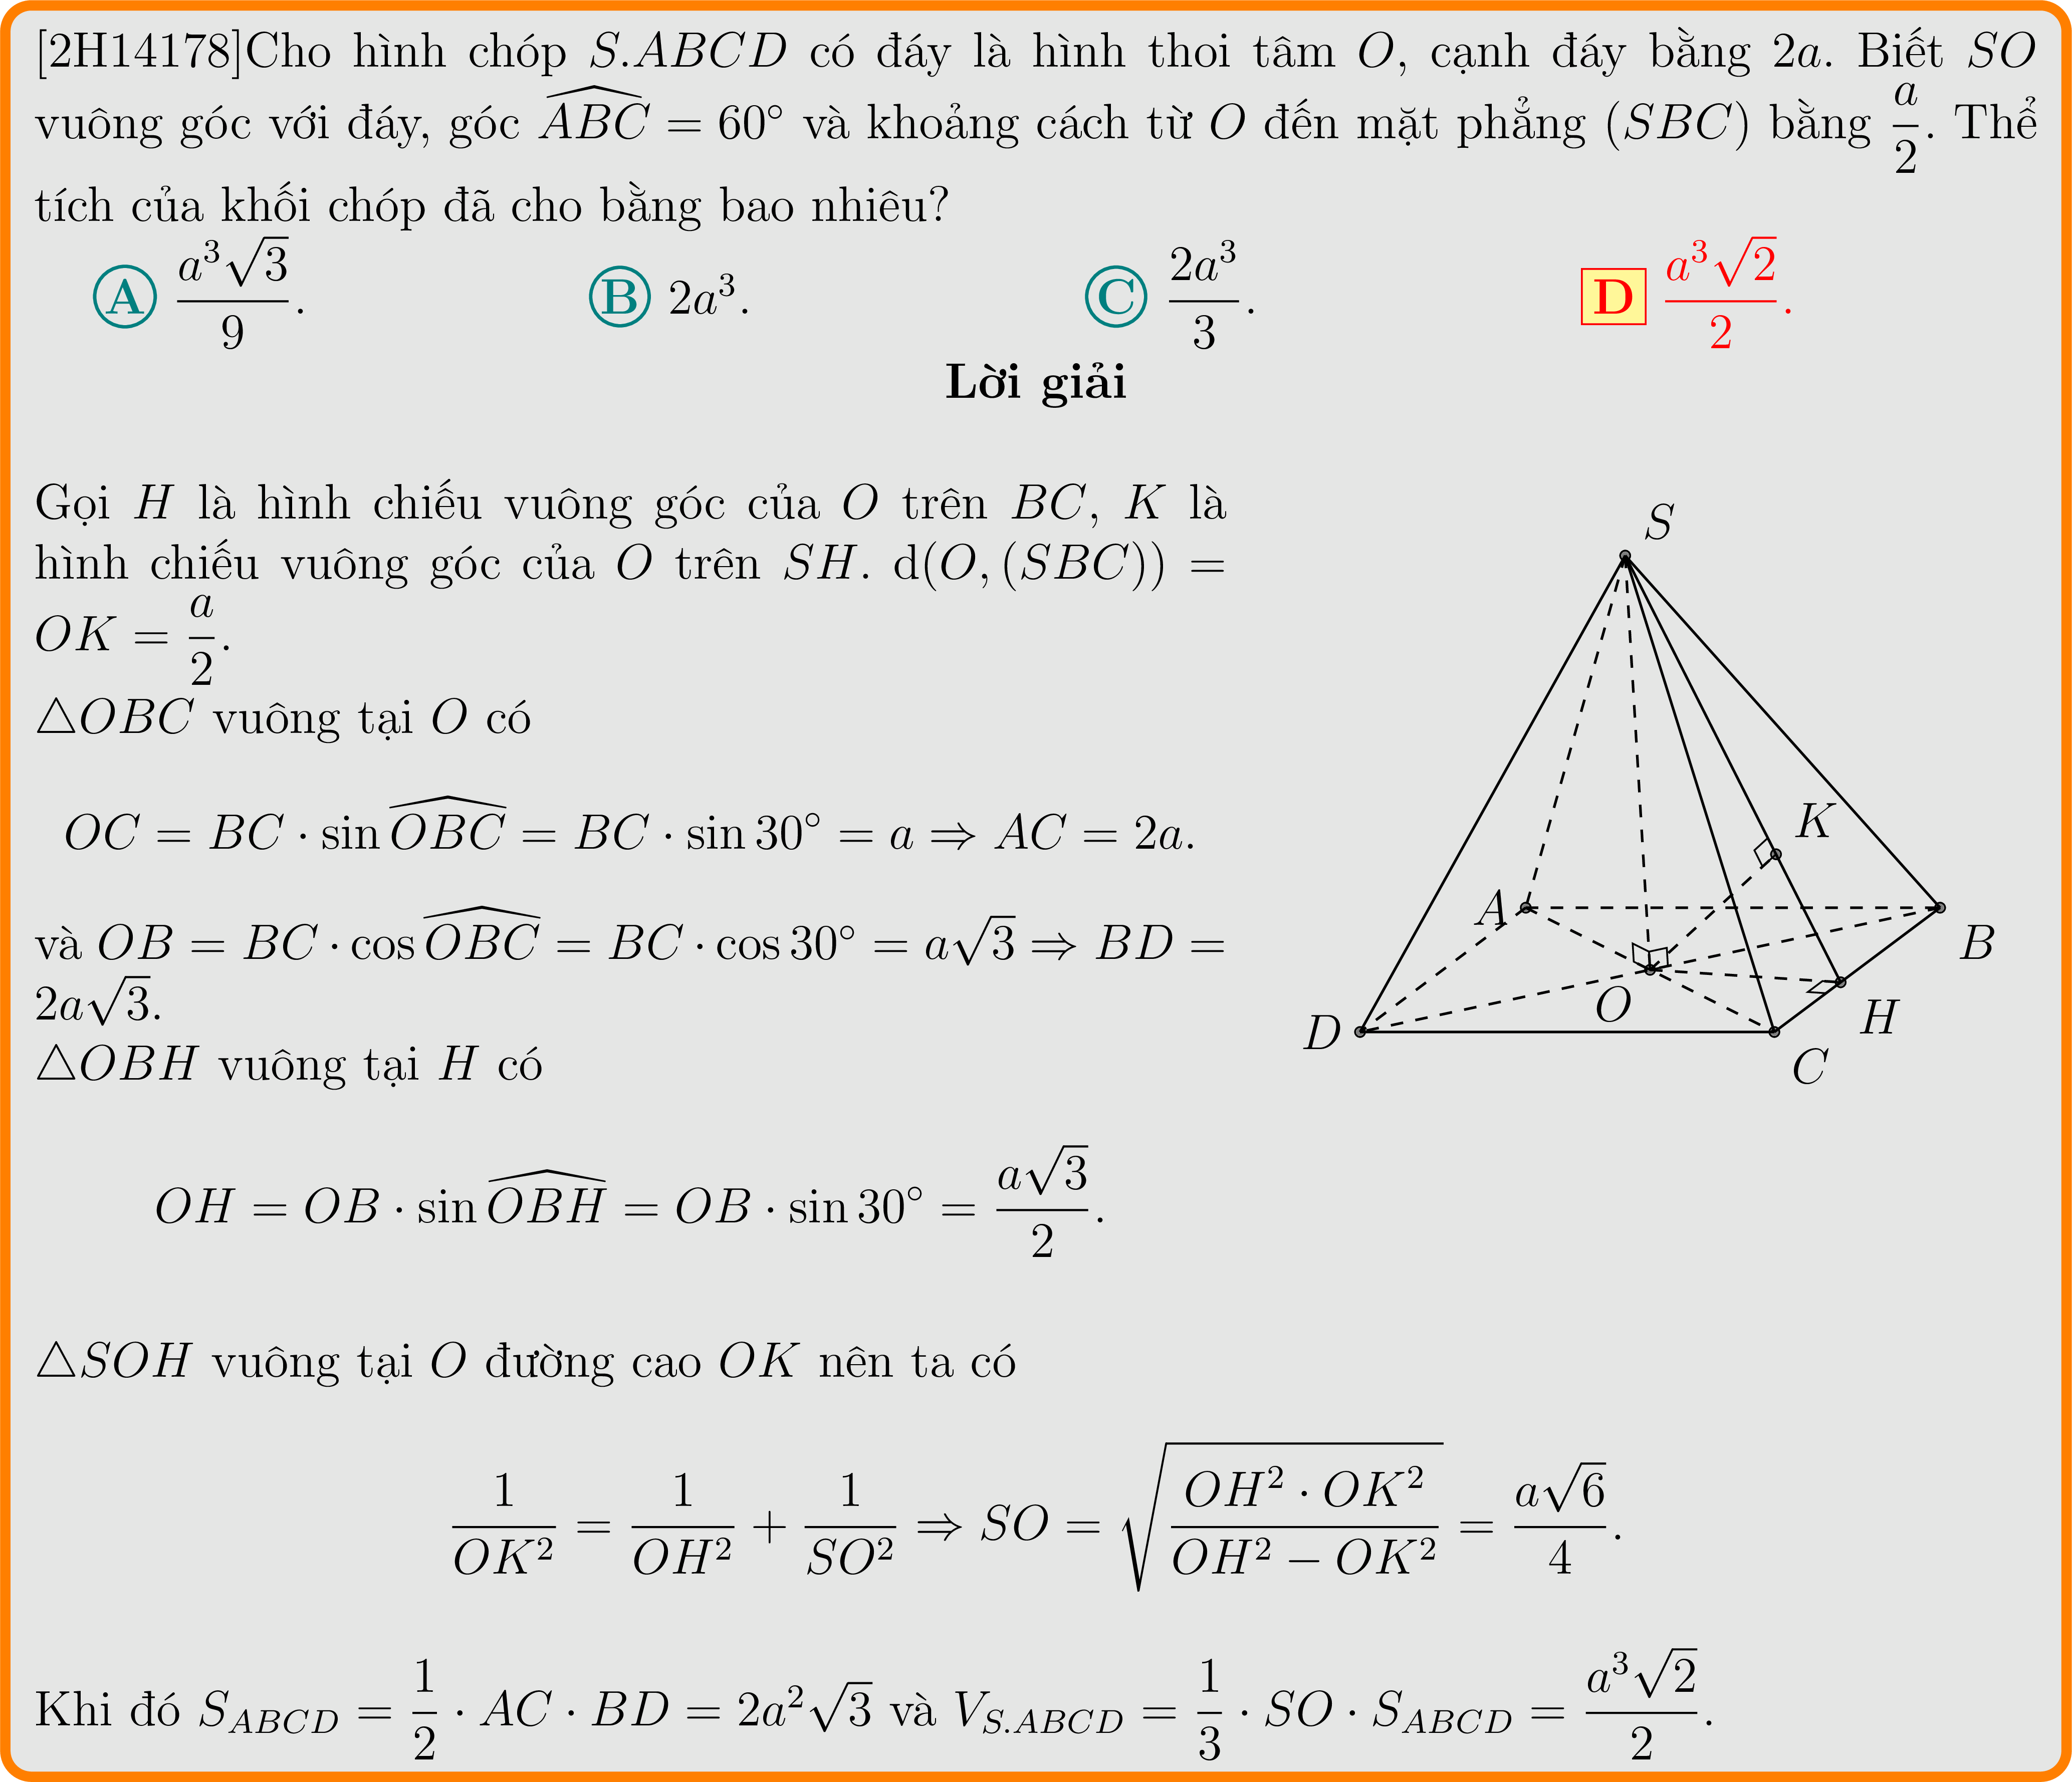 [2H14178]Cho hình chóp S.ABCD có đáy là hình thoi tâm O, cạnh đáy bằng 2a. Biết SO
vuông góc với đáy, góc $\widehat{ABC} = 60^\circ$ và khoảng cách từ O đến mặt phẳng (SBC) bằng $\frac{a}{2}$. Thể
tích của khối chóp đã cho bằng bao nhiêu?
A $\frac{a^3\sqrt{3}}{9}$. B $2a^3$. C $\frac{2a^3}{3}$. D $\frac{a^3\sqrt{2}}{2}$.
Lời giải
Gọi H là hình chiếu vuông góc của O trên BC, K là
hình chiếu vuông góc của O trên SH. d(O, (SBC)) =
$OK = \frac{a}{2}$.
△OBC vuông tại O có
$OC = BC \cdot \sin \widehat{OBC} = BC \cdot \sin 30^\circ = a \Rightarrow AC = 2a.$
và $OB = BC \cdot \cos \widehat{OBC} = BC \cdot \cos 30^\circ = a\sqrt{3} \Rightarrow BD =$
$2a\sqrt{3}$.
△OBH vuông tại H có
$OH = OB \cdot \sin \widehat{OBH} = OB \cdot \sin 30^\circ = \frac{a\sqrt{3}}{2}.$
S
K
A
B
O
H
D
C
△SOH vuông tại O đường cao OK nên ta có
$\frac{1}{OK^2} = \frac{1}{OH^2} + \frac{1}{SO^2} \Rightarrow SO = \sqrt{\frac{OH^2 \cdot OK^2}{OH^2 - OK^2}} = \frac{a\sqrt{6}}{4}.$
Khi đó $S_{ABCD} = \frac{1}{2} \cdot AC \cdot BD = 2a^2\sqrt{3}$ và $V_{S.ABCD} = \frac{1}{3} \cdot SO \cdot S_{ABCD} = \frac{a^3\sqrt{2}}{2}$.